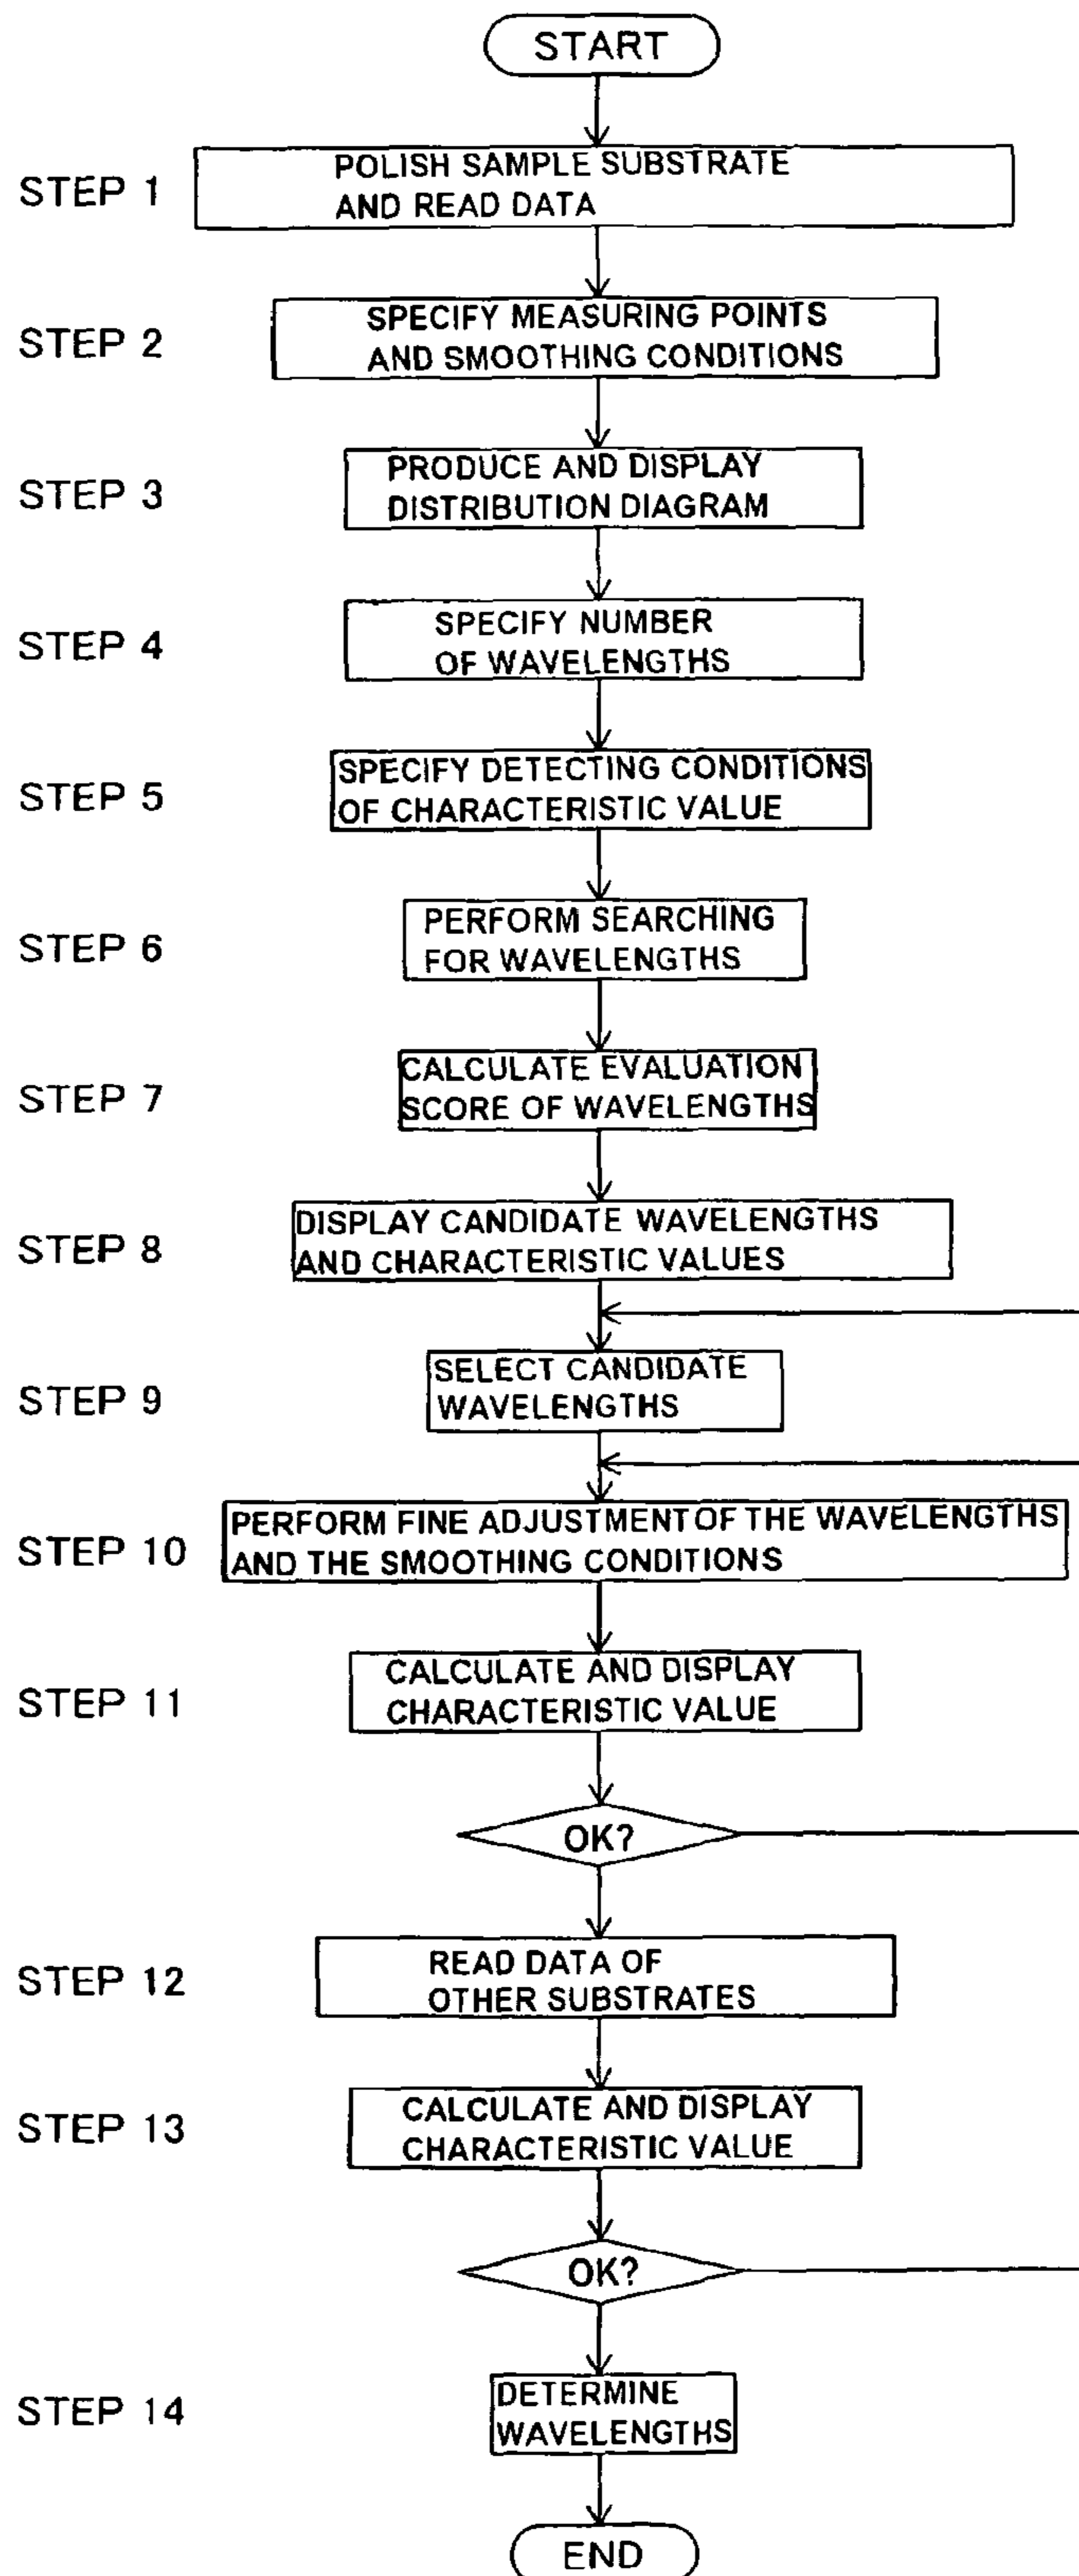 START
STEP 1
POLISH SAMPLE SUBSTRATE
AND READ DATA
STEP 2
SPECIFY MEASURING POINTS
AND SMOOTHING CONDITIONS
STEP 3
PRODUCE AND DISPLAY
DISTRIBUTION DIAGRAM
STEP 4
SPECIFY NUMBER
OF WAVELENGTHS
STEP 5
SPECIFY DETECTING CONDITIONS
OF CHARACTERISTIC VALUE
STEP 6
PERFORM SEARCHING
FOR WAVELENGTHS
STEP 7
CALCULATE EVALUATION
SCORE OF WAVELENGTHS
STEP 8
DISPLAY CANDIDATE WAVELENGTHS
AND CHARACTERISTIC VALUES
STEP 9
SELECT CANDIDATE
WAVELENGTHS
STEP 10
PERFORM FINE ADJUSTMENT OF THE WAVELENGTHS
AND THE SMOOTHING CONDITIONS
STEP 11
CALCULATE AND DISPLAY
CHARACTERISTIC VALUE
OK?
STEP 12
READ DATA OF
OTHER SUBSTRATES
STEP 13
CALCULATE AND DISPLAY
CHARACTERISTIC VALUE
OK?
STEP 14
DETERMINE
WAVELENGTHS
END